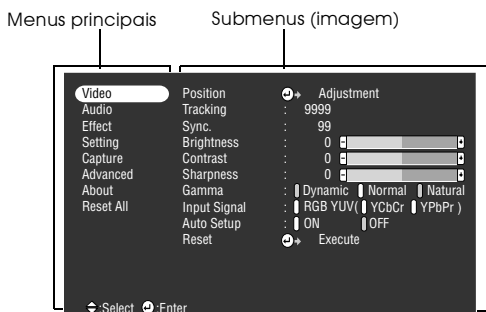 Menus principais Submenus (imagem)
Video Position Adjustment
Audio Tracking : 9999
Effect Sync. : 99
Setting Brightness : 0 - +
Capture Contrast : 0 - +
Advanced Sharpness : 0 - +
About Gamma : Dynamic Normal Natural
Reset All Input Signal : RGB YUV( YCbCr YPbPr )
Auto Setup : ON OFF
Reset Execute
:Select :Enter